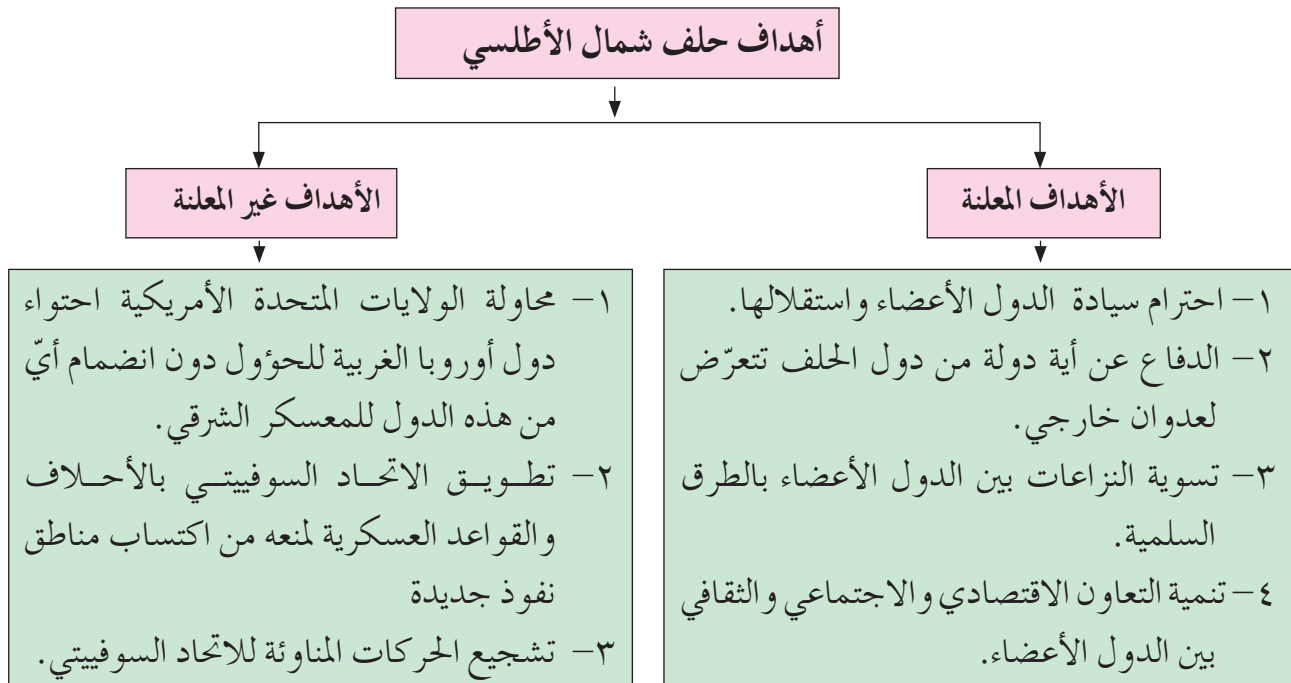 أهداف حلف شمال الأطلسي
الأهداف المعلنة
١– احترام سيادة الدول الأعضاء واستقلالها.
٢– الدفاع عن أية دولة من دول الحلف تتعرّض
لعدوان خارجي.
٣– تسوية النزاعات بين الدول الأعضاء بالطرق
السلمية.
٤– تنمية التعاون الاقتصادي والاجتماعي والثقافي
بين الدول الأعضاء.
الأهداف غير المعلنة
١– محاولة الولايات المتحدة الأمريكية احتواء
دول أوروبا الغربية للحؤول دون انضمام أيّ
من هذه الدول للمعسكر الشرقي.
٢– تطــويــق الاتحــاد السوفييتــي بالأحــلاف
والقواعد العسكرية لمنعه من اكتساب مناطق
نفوذ جديدة
٣– تشجيع الحركات المناوئة للاتحاد السوفييتي.